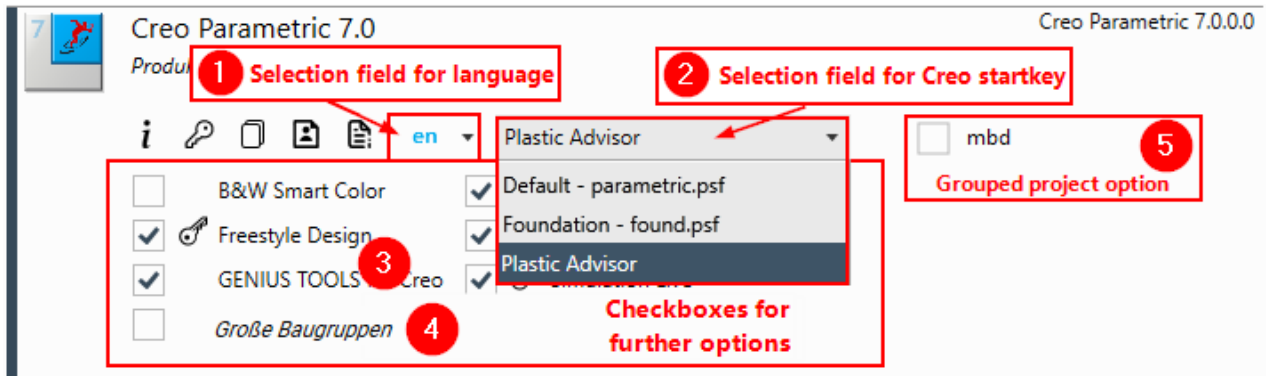 7
Creo Parametric 7.0
Creo Parametric 7.0.0.0
1 Selection field for language
2 Selection field for Creo startkey
i
en
Plastic Advisor
mbd
5
Grouped project option
B&W Smart Color
Default - parametric.psf
Freestyle Design
Foundation - found.psf
3
Plastic Advisor
GENIUS TOOLS
Creo
Große Baugruppen
4
Checkboxes for
further options